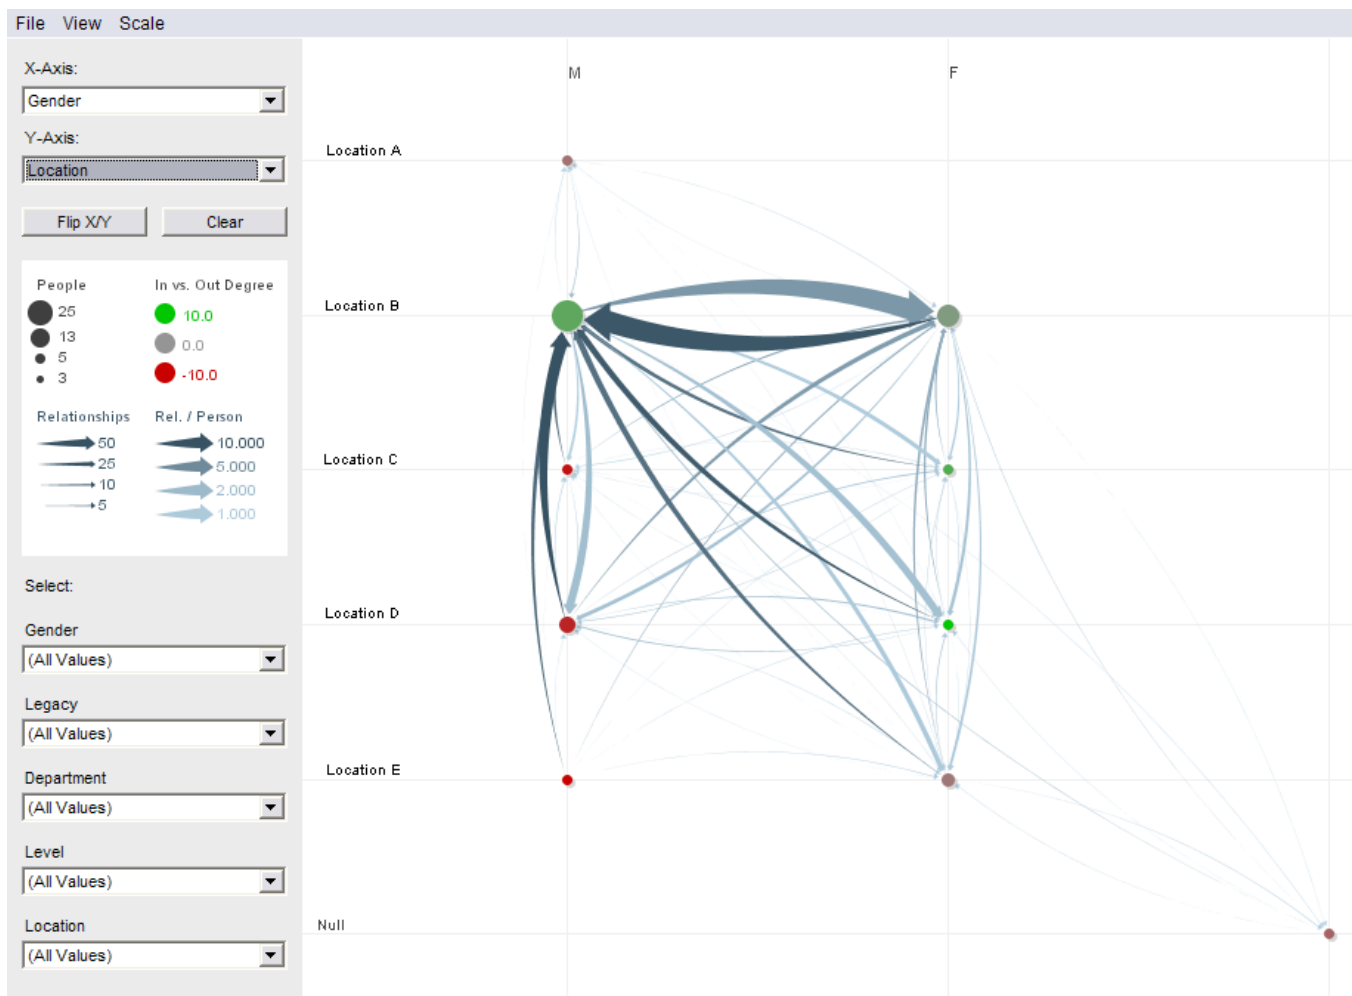 File View Scale
X-Axis:
Gender
Y-Axis:
Location
Flip X/Y Clear
People In vs. Out Degree
25 10.0
13 0.0
5
3 -10.0
Relationships Rel. / Person
50 10.000
25 5.000
10 2.000
5 1.000
Select:
Gender
(All Values)
Legacy
(All Values)
Department
(All Values)
Level
(All Values)
Location
(All Values)
M F
Location A
Location B
Location C
Location D
Location E
Null